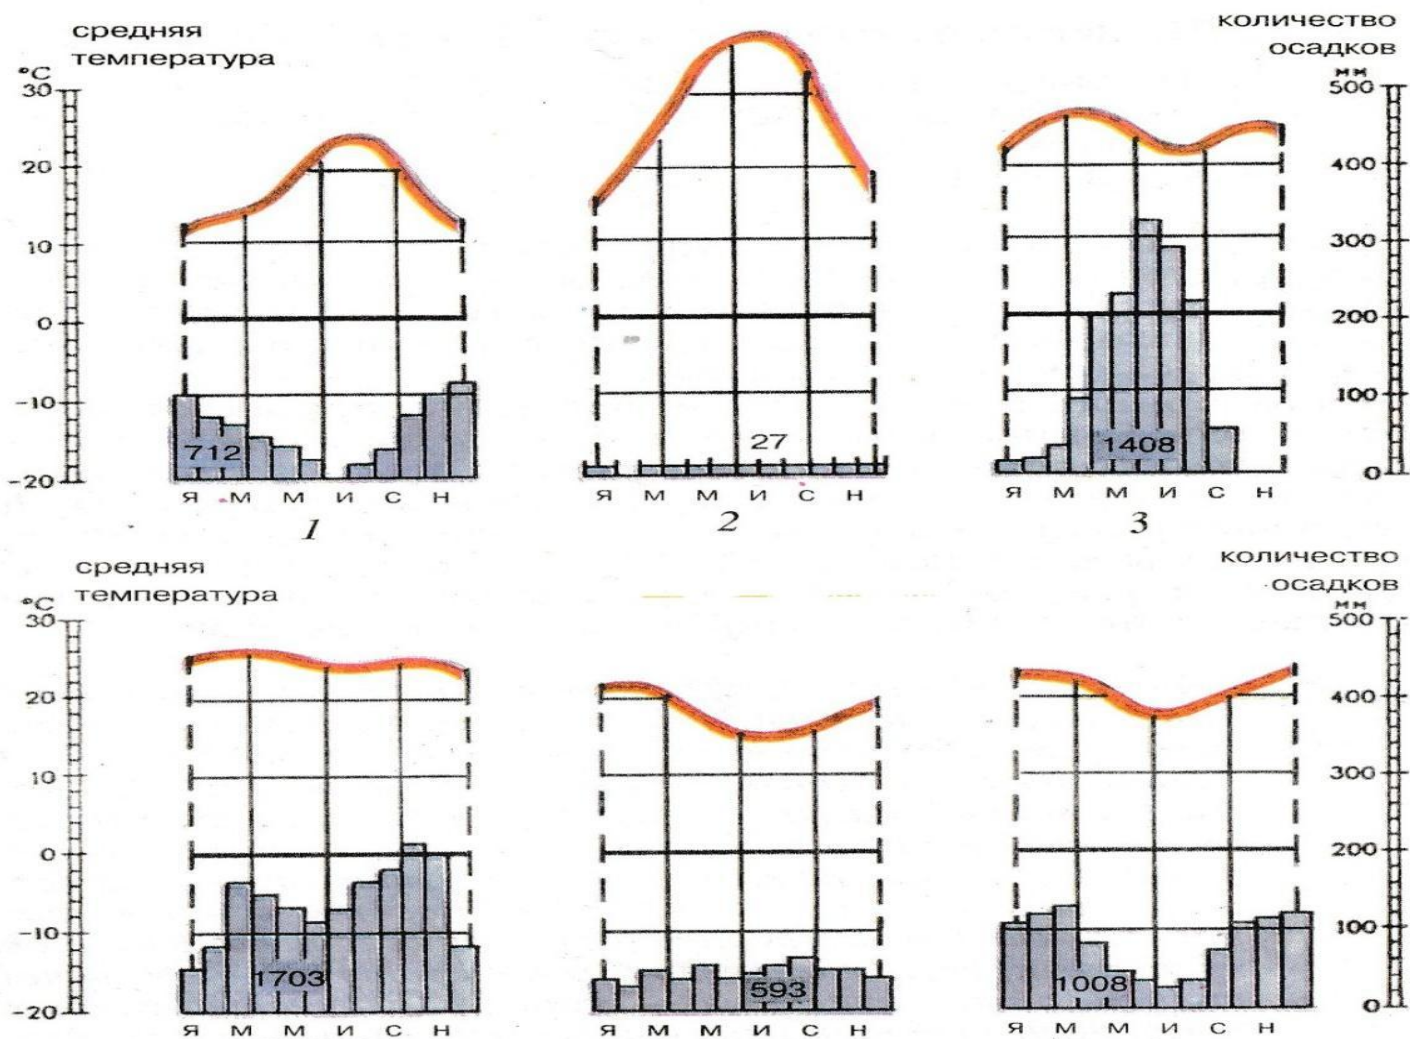 средняя
температура
°C
количество
осадков
мм
30
20
10
0
-10
-20
500
400
300
200
100
0
712
27
1408
Я М М И С Н
Я М М И С Н
Я М М И С Н
1
2
3
средняя
температура
°C
количество
осадков
мм
30
20
10
0
-10
-20
500
400
300
200
100
0
1703
593
1008
Я М М И С Н
Я М М И С Н
Я М М И С Н